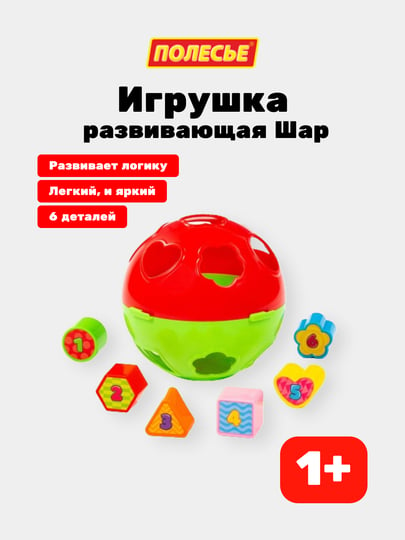 ПОЛЕСЬЕ
Игрушка
развивающая Шар
Развивает логику
Легкий, и яркий
6 деталей
1
2
3
4
5
6
1+